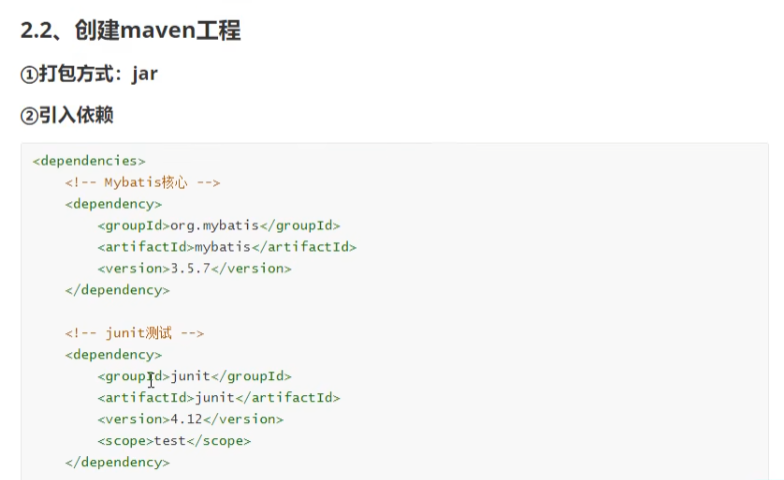 2.2、创建maven工程
①打包方式：jar
②引入依赖
<dependencies>
<!-- Mybatis核心 -->
<dependency>
<groupId>org.mybatis</groupId>
<artifactId>mybatis</artifactId>
<version>3.5.7</version>
</dependency>
<!-- junit测试 -->
<dependency>
<groupId>junit</groupId>
<artifactId>junit</artifactId>
<version>4.12</version>
<scope>test</scope>
</dependency>